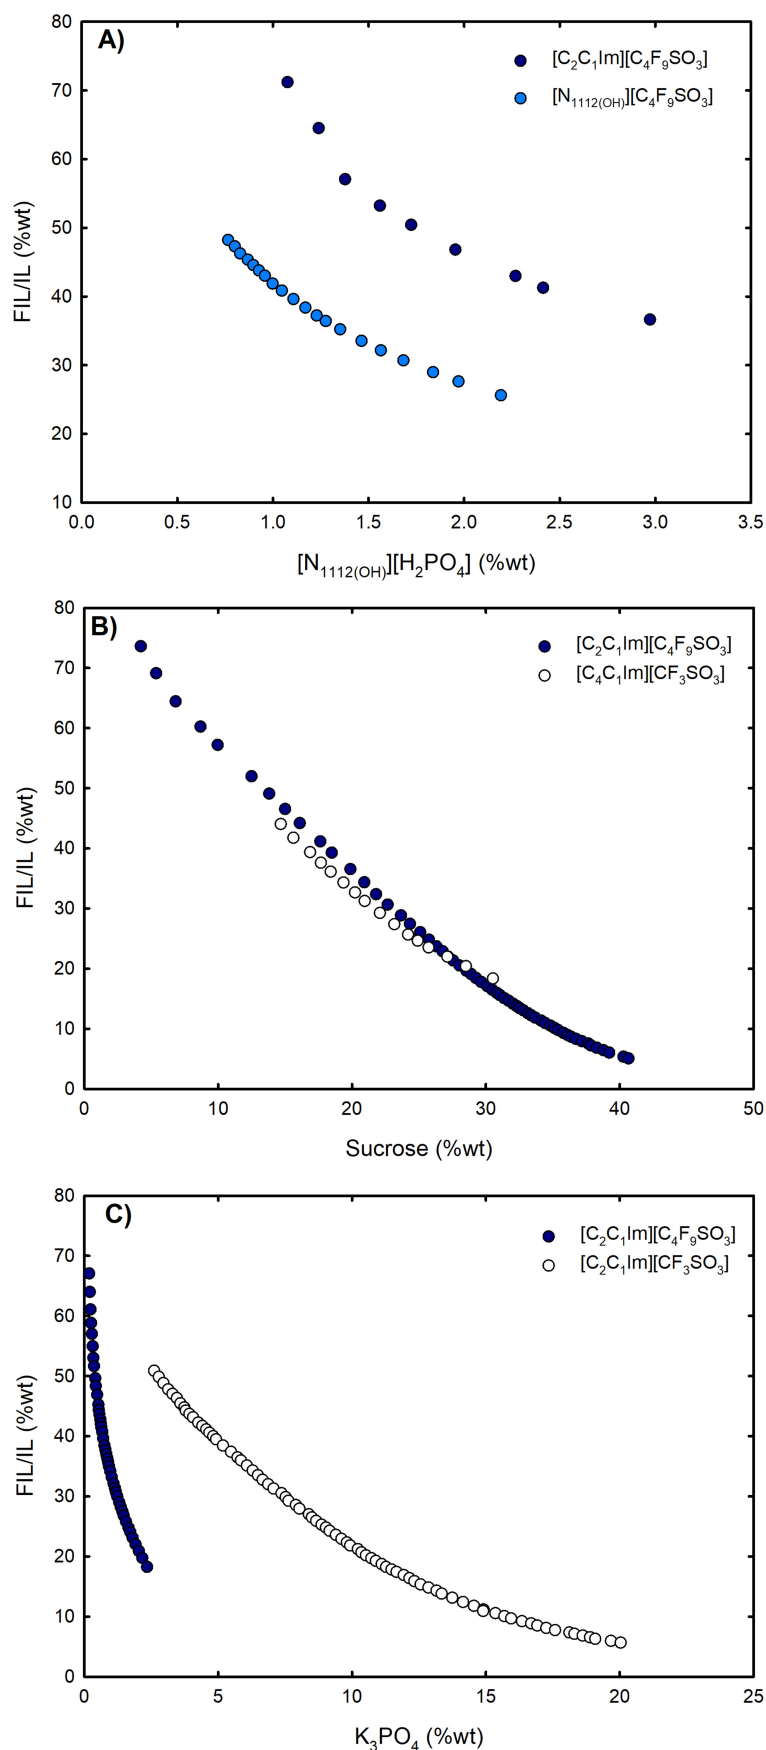 A)
[C₂C₁Im][C₄F₉SO₃]
[N₁₁₁₂₍OH₎][C₄F₉SO₃]
80
70
60
50
40
30
20
10
FIL/IL (%wt)
0.0 0.5 1.0 1.5 2.0 2.5 3.0 3.5
[N₁₁₁₂₍OH₎][H₂PO₄] (%wt)
B)
[C₂C₁Im][C₄F₉SO₃]
[C₄C₁Im][CF₃SO₃]
80
70
60
50
40
30
20
10
0
FIL/IL (%wt)
0 10 20 30 40 50
Sucrose (%wt)
C)
[C₂C₁Im][C₄F₉SO₃]
[C₂C₁Im][CF₃SO₃]
80
70
60
50
40
30
20
10
0
FIL/IL (%wt)
0 5 10 15 20 25
K₃PO₄ (%wt)